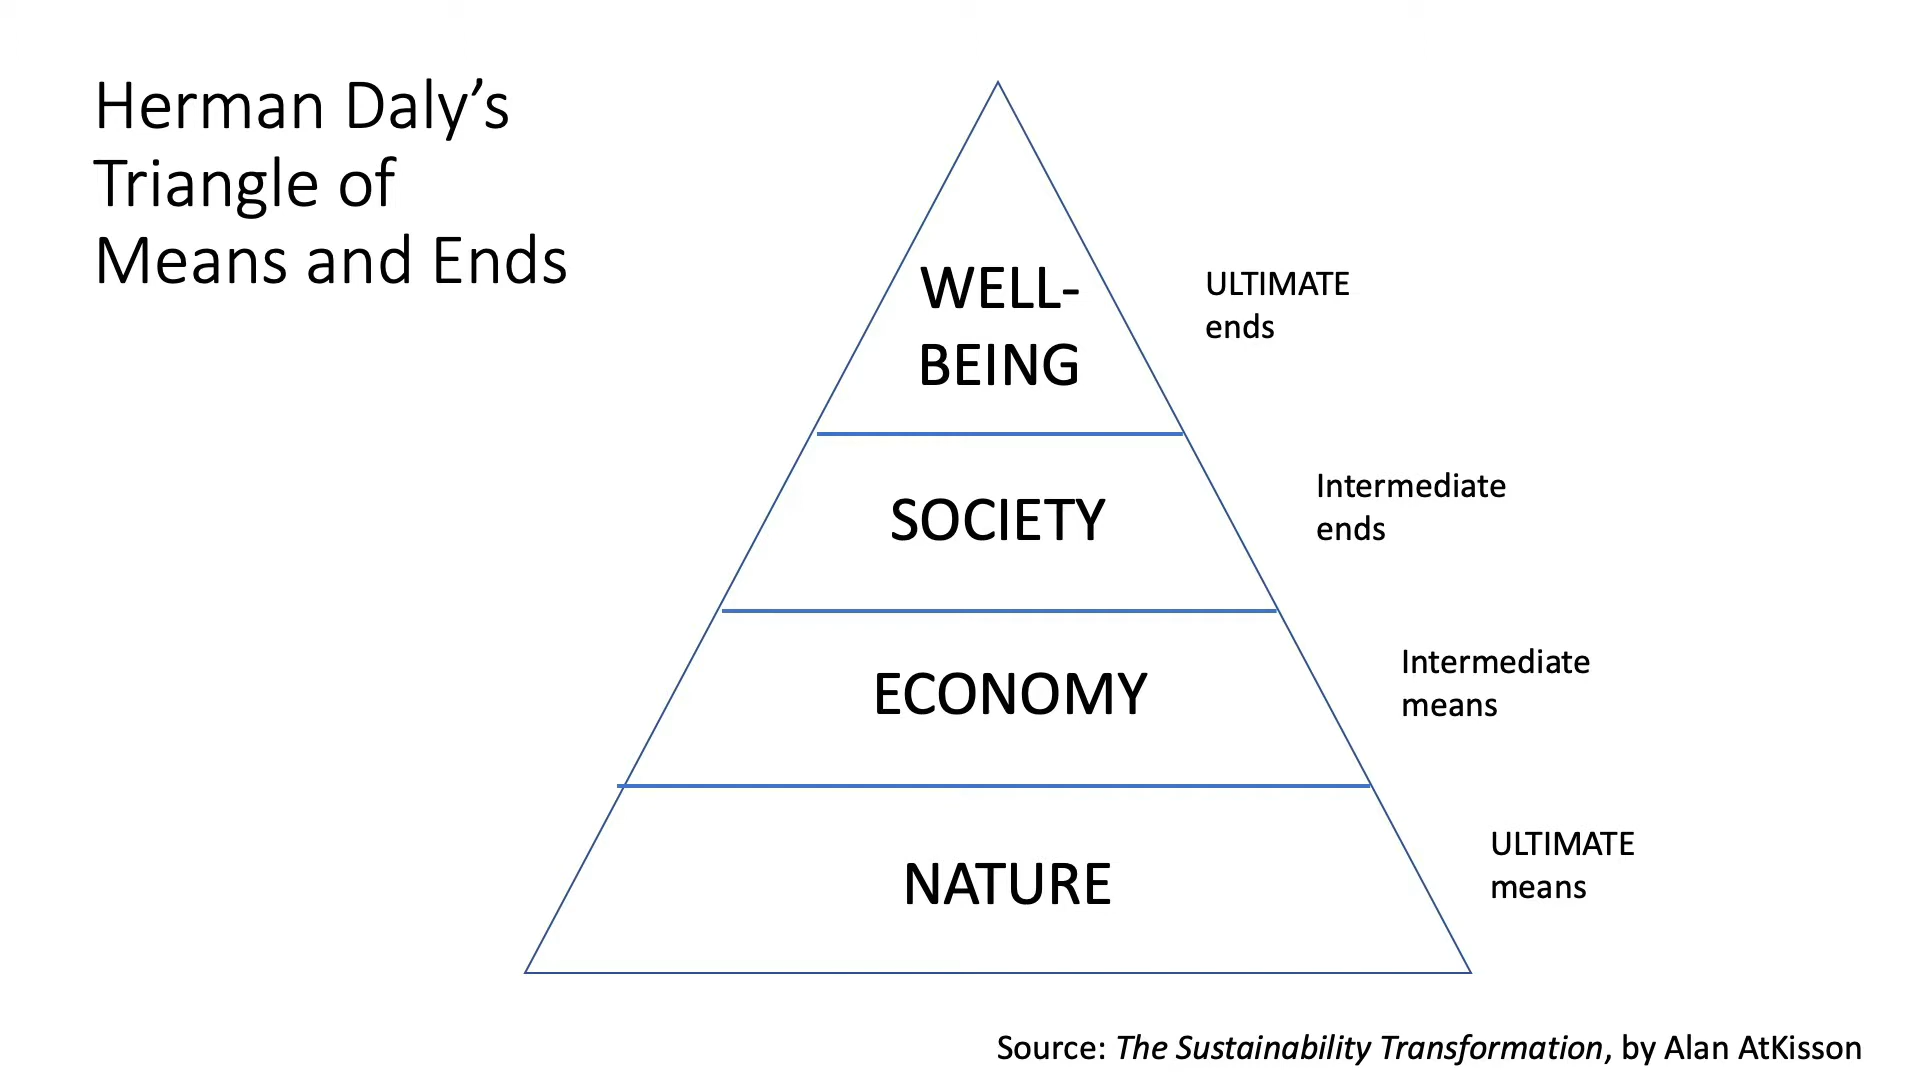 Herman Daly’s
Triangle of
Means and Ends
WELL-
BEING
ULTIMATE
ends
SOCIETY
Intermediate
ends
ECONOMY
Intermediate
means
NATURE
ULTIMATE
means
Source: The Sustainability Transformation, by Alan AtKisson